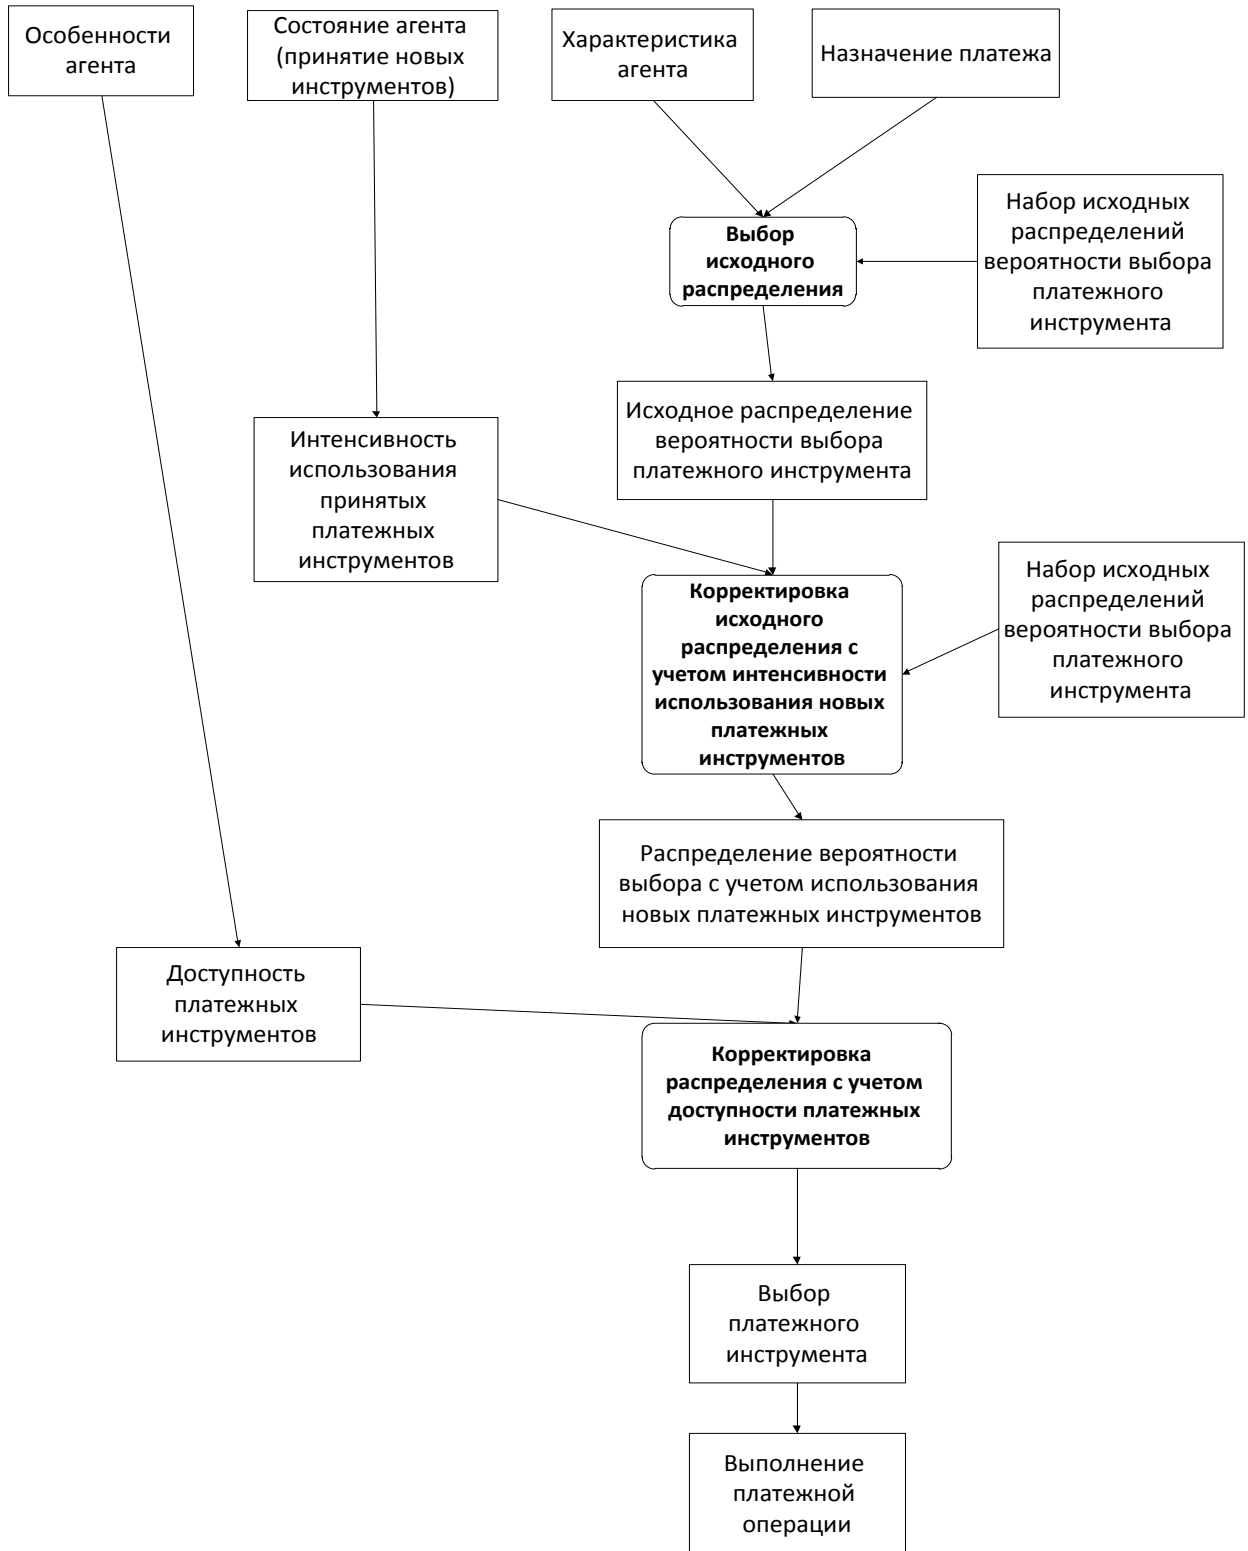 Особенности
агента
Состояние агента
(принятие новых
инструментов)
Характеристика
агента
Назначение платежа
Набор исходных
распределений
вероятности выбора
платежного
инструмента
Выбор
исходного
распределения
Исходное распределение
вероятности выбора
платежного инструмента
Интенсивность
использования
принятых
платежных
инструментов
Набор исходных
распределений
вероятности выбора
платежного
инструмента
Корректировка
исходного
распределения с
учетом интенсивности
использования новых
платежных
инструментов
Распределение вероятности
выбора с учетом использования
новых платежных инструментов
Доступность
платежных
инструментов
Корректировка
распределения с учетом
доступности платежных
инструментов
Выбор
платежного
инструмента
Выполнение
платежной
операции